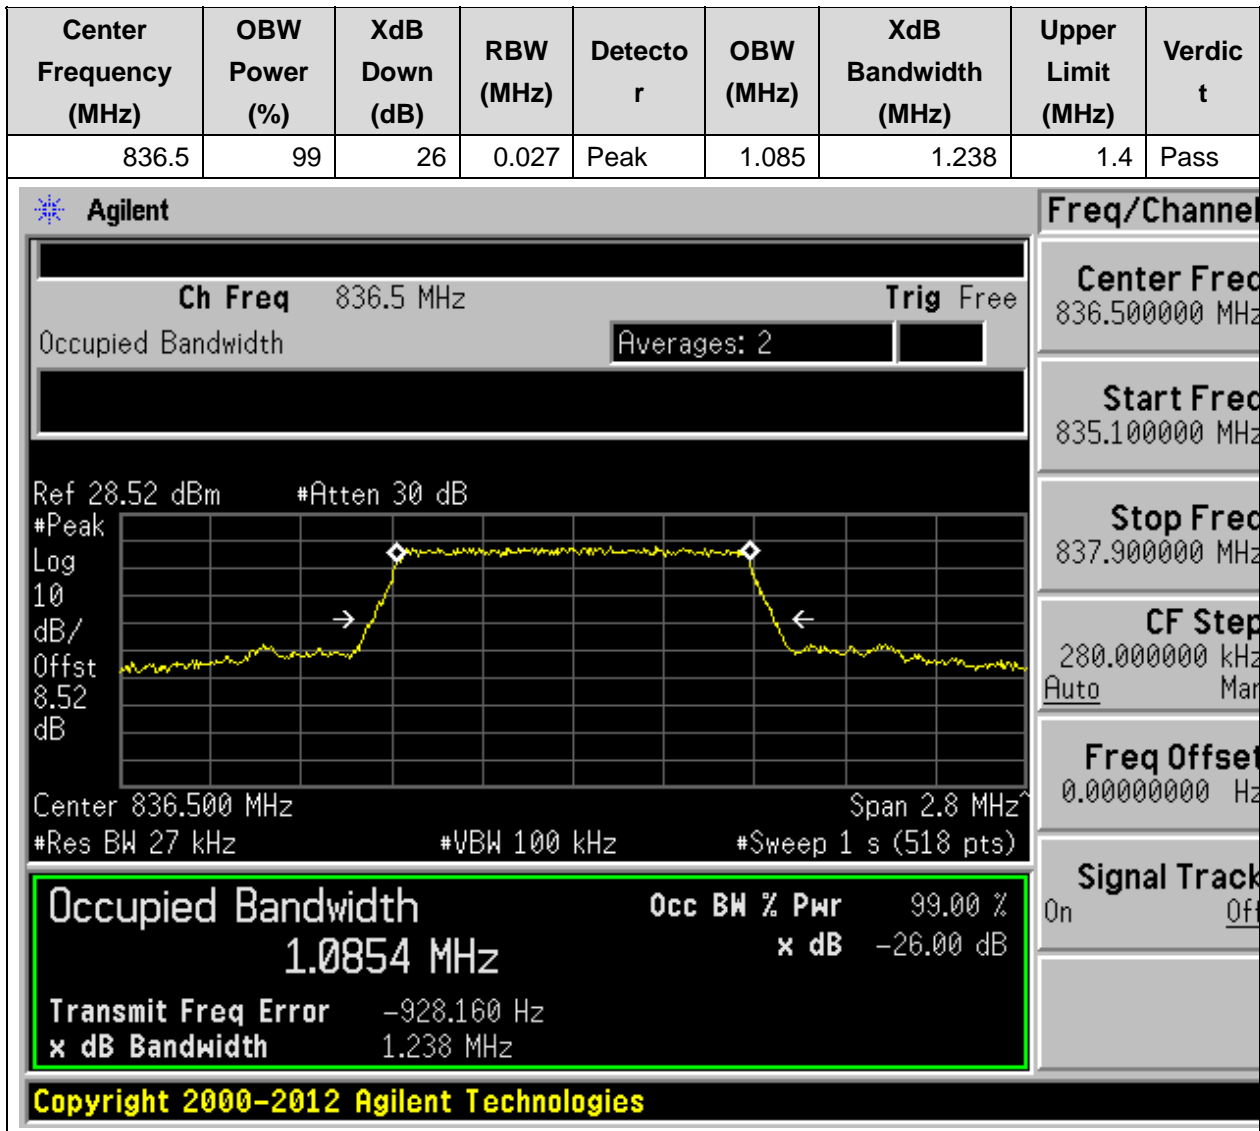 Center Frequency (MHz) OBW Power (%) XdB Down (dB) RBW (MHz) Detecto r OBW (MHz) XdB Bandwidth (MHz) Upper Limit (MHz) Verdic t
836.5 99 26 0.027 Peak 1.085 1.238 1.4 Pass
Agilent
Freq/Channel
Ch Freq 836.5 MHz Trig Free
Occupied Bandwidth Averages: 2
Center Freq
836.500000 MHz
Start Freq
835.100000 MHz
Stop Freq
837.900000 MHz
CF Step
280.000000 kHz
Auto Man
Freq Offset
0.00000000 Hz
Signal Track
On Off
Ref 28.52 dBm #Atten 30 dB
#Peak
Log
10
dB/
Offst
8.52
dB
Center 836.500 MHz Span 2.8 MHz^
#Res BW 27 kHz #VBW 100 kHz #Sweep 1 s (518 pts)
Occupied Bandwidth Occ BW % Pwr 99.00 %
1.0854 MHz x dB -26.00 dB
Transmit Freq Error -928.160 Hz
x dB Bandwidth 1.238 MHz
Copyright 2000-2012 Agilent Technologies